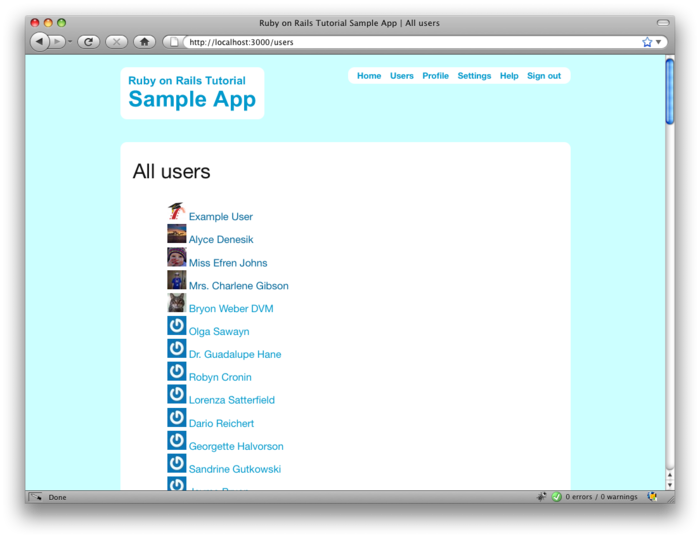 Ruby on Rails Tutorial Sample App | All users
http://localhost:3000/users
Ruby on Rails Tutorial
Sample App
Home Users Profile Settings Help Sign out
All users
Example User
Alyce Denesik
Miss Efren Johns
Mrs. Charlene Gibson
Bryon Weber DVM
Olga Sawayn
Dr. Guadalupe Hane
Robyn Cronin
Lorenza Satterfield
Dario Reichert
Georgette Halvorson
Sandrine Gutkowski
Done
0 errors / 0 warnings